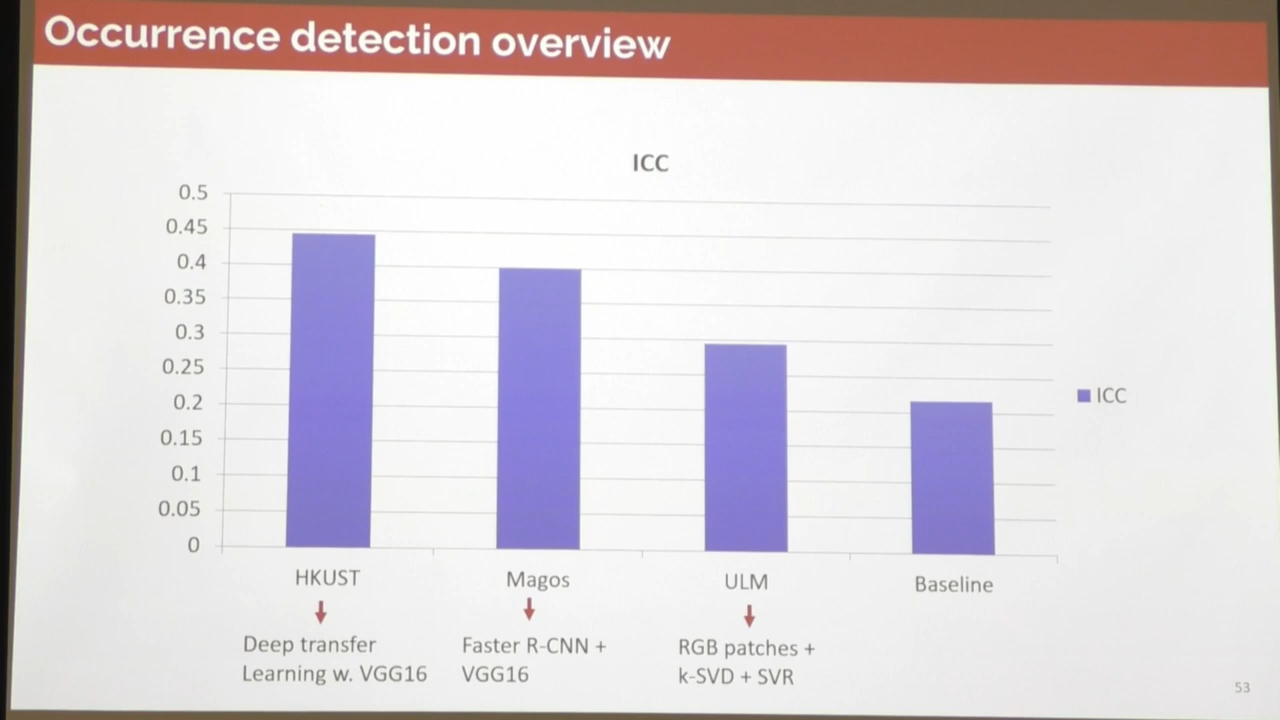 Occurrence detection overview
ICC
0.5
0.45
0.4
0.35
0.3
0.25
0.2
0.15
0.1
0.05
0
ICC
HKUST Magos ULM Baseline
Deep transfer
Learning w. VGG16
Faster R-CNN +
VGG16
RGB patches +
k-SVD + SVR
53